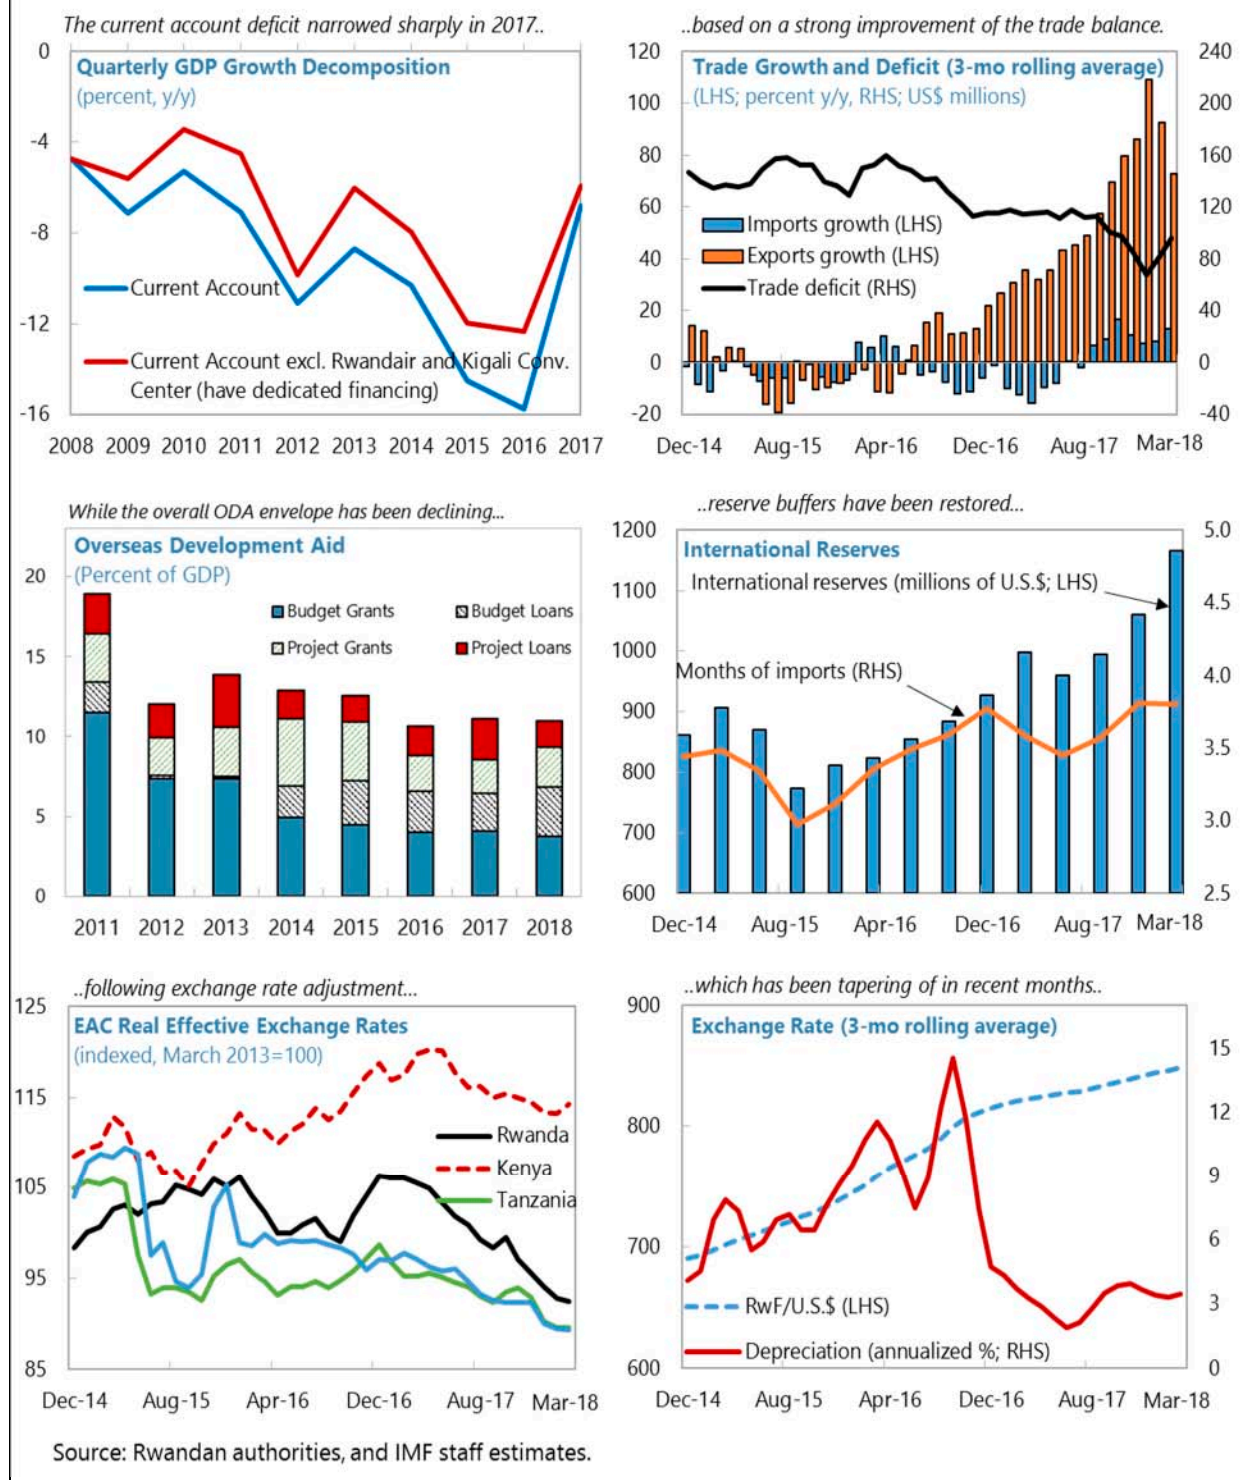 The current account deficit narrowed sharply in 2017..
0
Quarterly GDP Growth Decomposition
(percent, y/y)
-4
-8
Current Account
-12
Current Account excl. Rwandair and Kigali Conv.
Center (have dedicated financing)
-16
2008 2009 2010 2011 2012 2013 2014 2015 2016 2017
..based on a strong improvement of the trade balance.
120 240
Trade Growth and Deficit (3-mo rolling average)
(LHS; percent y/y, RHS; US$ millions)
100 200
80 160
60 120
Imports growth (LHS)
Exports growth (LHS)
40 80
Trade deficit (RHS)
20 40
0 0
-20 -40
Dec-14 Aug-15 Apr-16 Dec-16 Aug-17 Mar-18
While the overall ODA envelope has been declining...
Overseas Development Aid
(Percent of GDP)
20
Budget Grants Budget Loans
Project Grants Project Loans
15
10
5
0
2011 2012 2013 2014 2015 2016 2017 2018
..reserve buffers have been restored...
1200 5.0
International Reserves
International reserves (millions of U.S.$; LHS)
1100
4.5
1000
Months of imports (RHS)
4.0
900
3.5
800
3.0
700
600 2.5
Dec-14 Aug-15 Apr-16 Dec-16 Aug-17 Mar-18
..following exchange rate adjustment...
125
EAC Real Effective Exchange Rates
(indexed, March 2013=100)
115
Rwanda
Kenya
105
Tanzania
95
85
Dec-14 Aug-15 Apr-16 Dec-16 Aug-17 Mar-18
..which has been tapering of in recent months..
900
Exchange Rate (3-mo rolling average)
15
800
12
9
700
6
RwF/U.S.$ (LHS)
3
Depreciation (annualized %; RHS)
600 0
Dec-14 Aug-15 Apr-16 Dec-16 Aug-17 Mar-18
Source: Rwandan authorities, and IMF staff estimates.